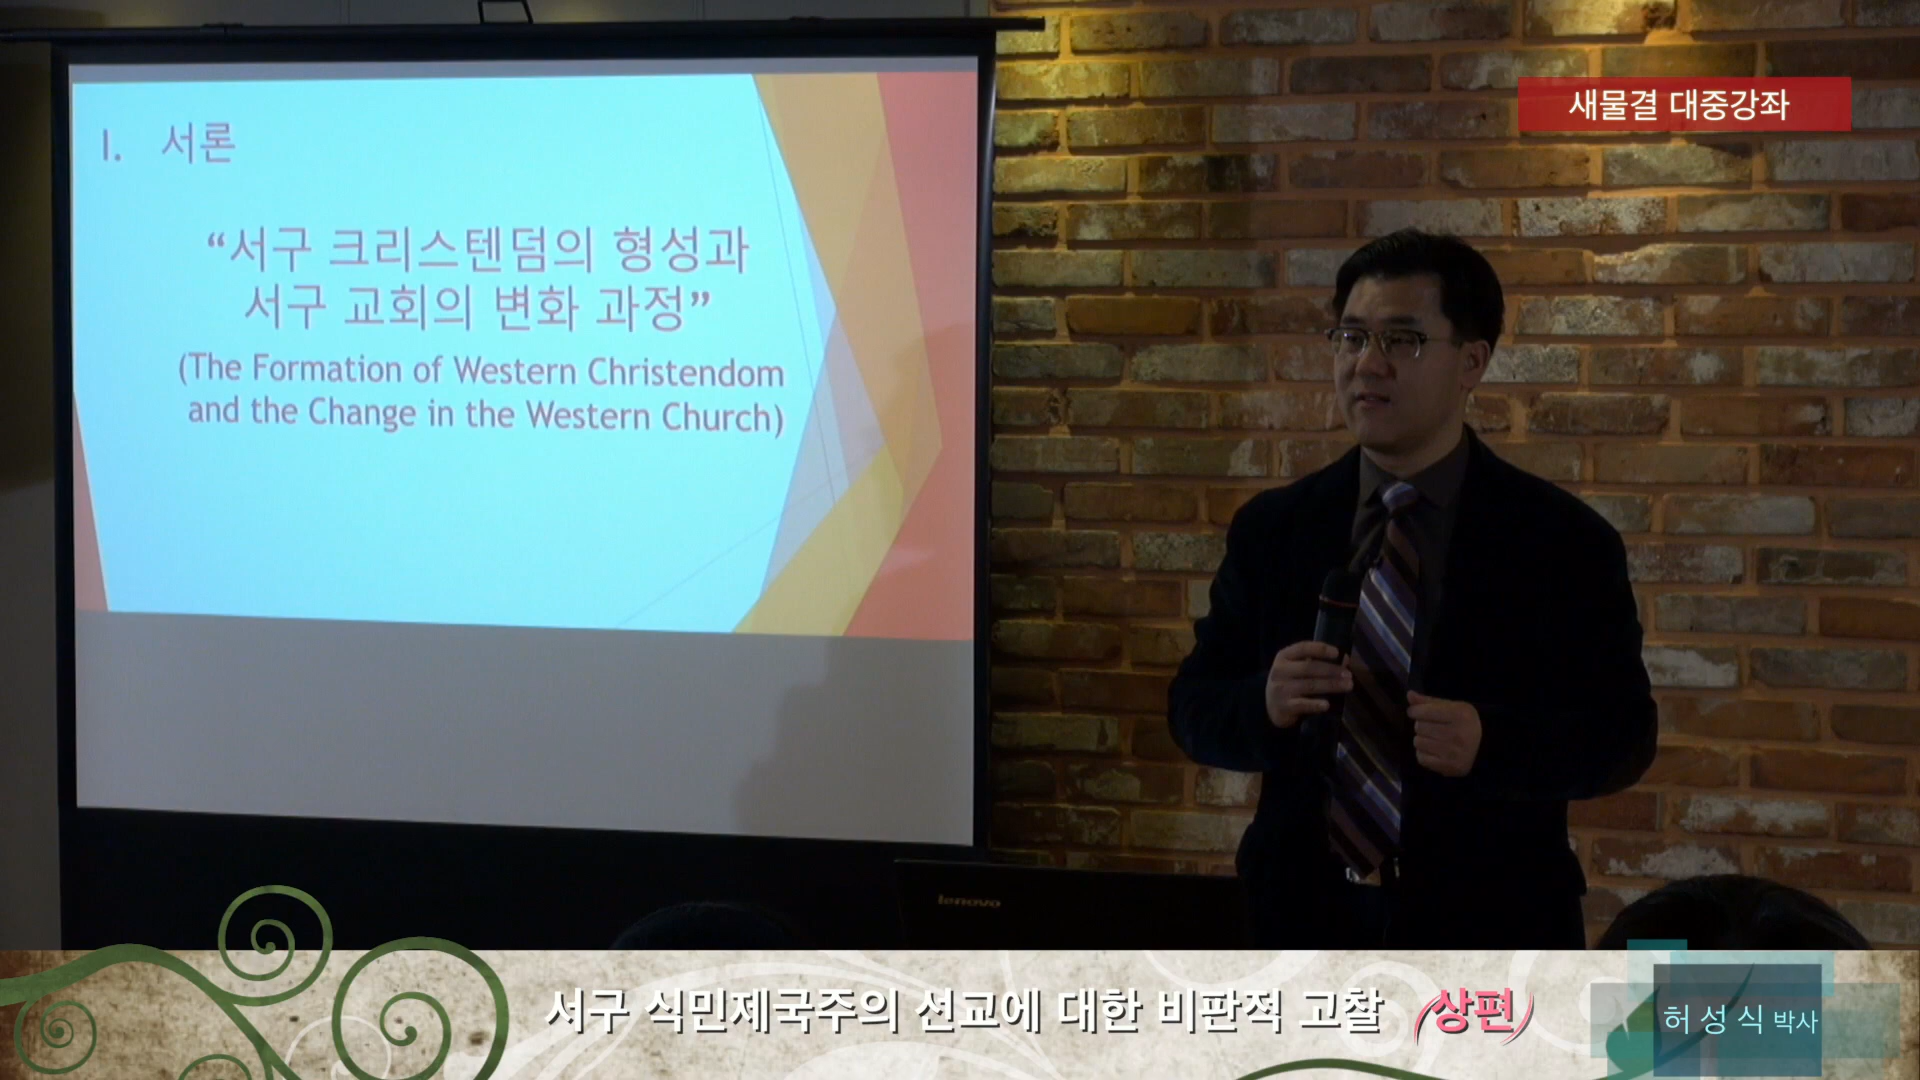 새물결 대중강좌
I. 서론
“서구 크리스텐덤의 형성과
서구 교회의 변화 과정”
(The Formation of Western Christendom
and the Change in the Western Church)
lenovo
서구 식민제국주의 선교에 대한 비판적 고찰 (상편)
허성식 박사